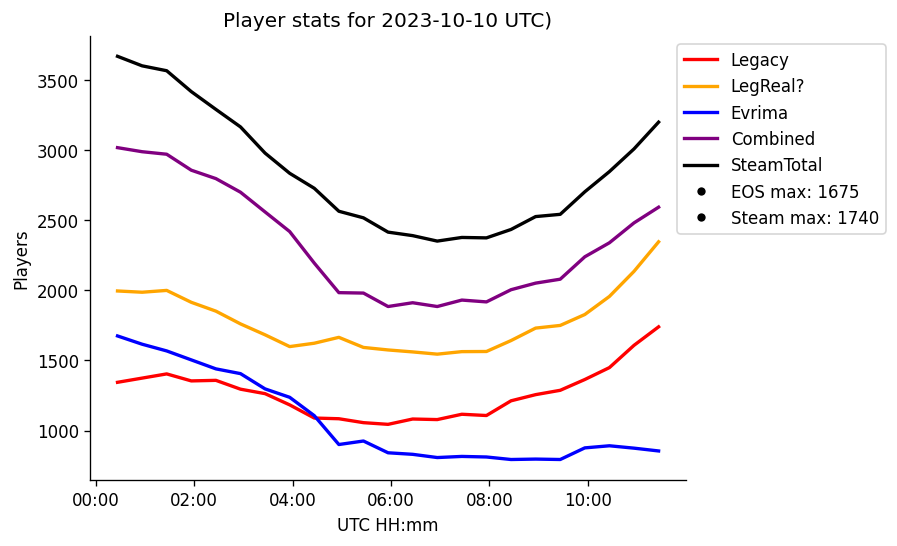 Player stats for 2023-10-10 UTC)
Legacy
LegReal?
Evrima
Combined
SteamTotal
EOS max: 1675
Steam max: 1740
Players
3500
3000
2500
2000
1500
1000
00:00 02:00 04:00 06:00 08:00 10:00
UTC HH:mm